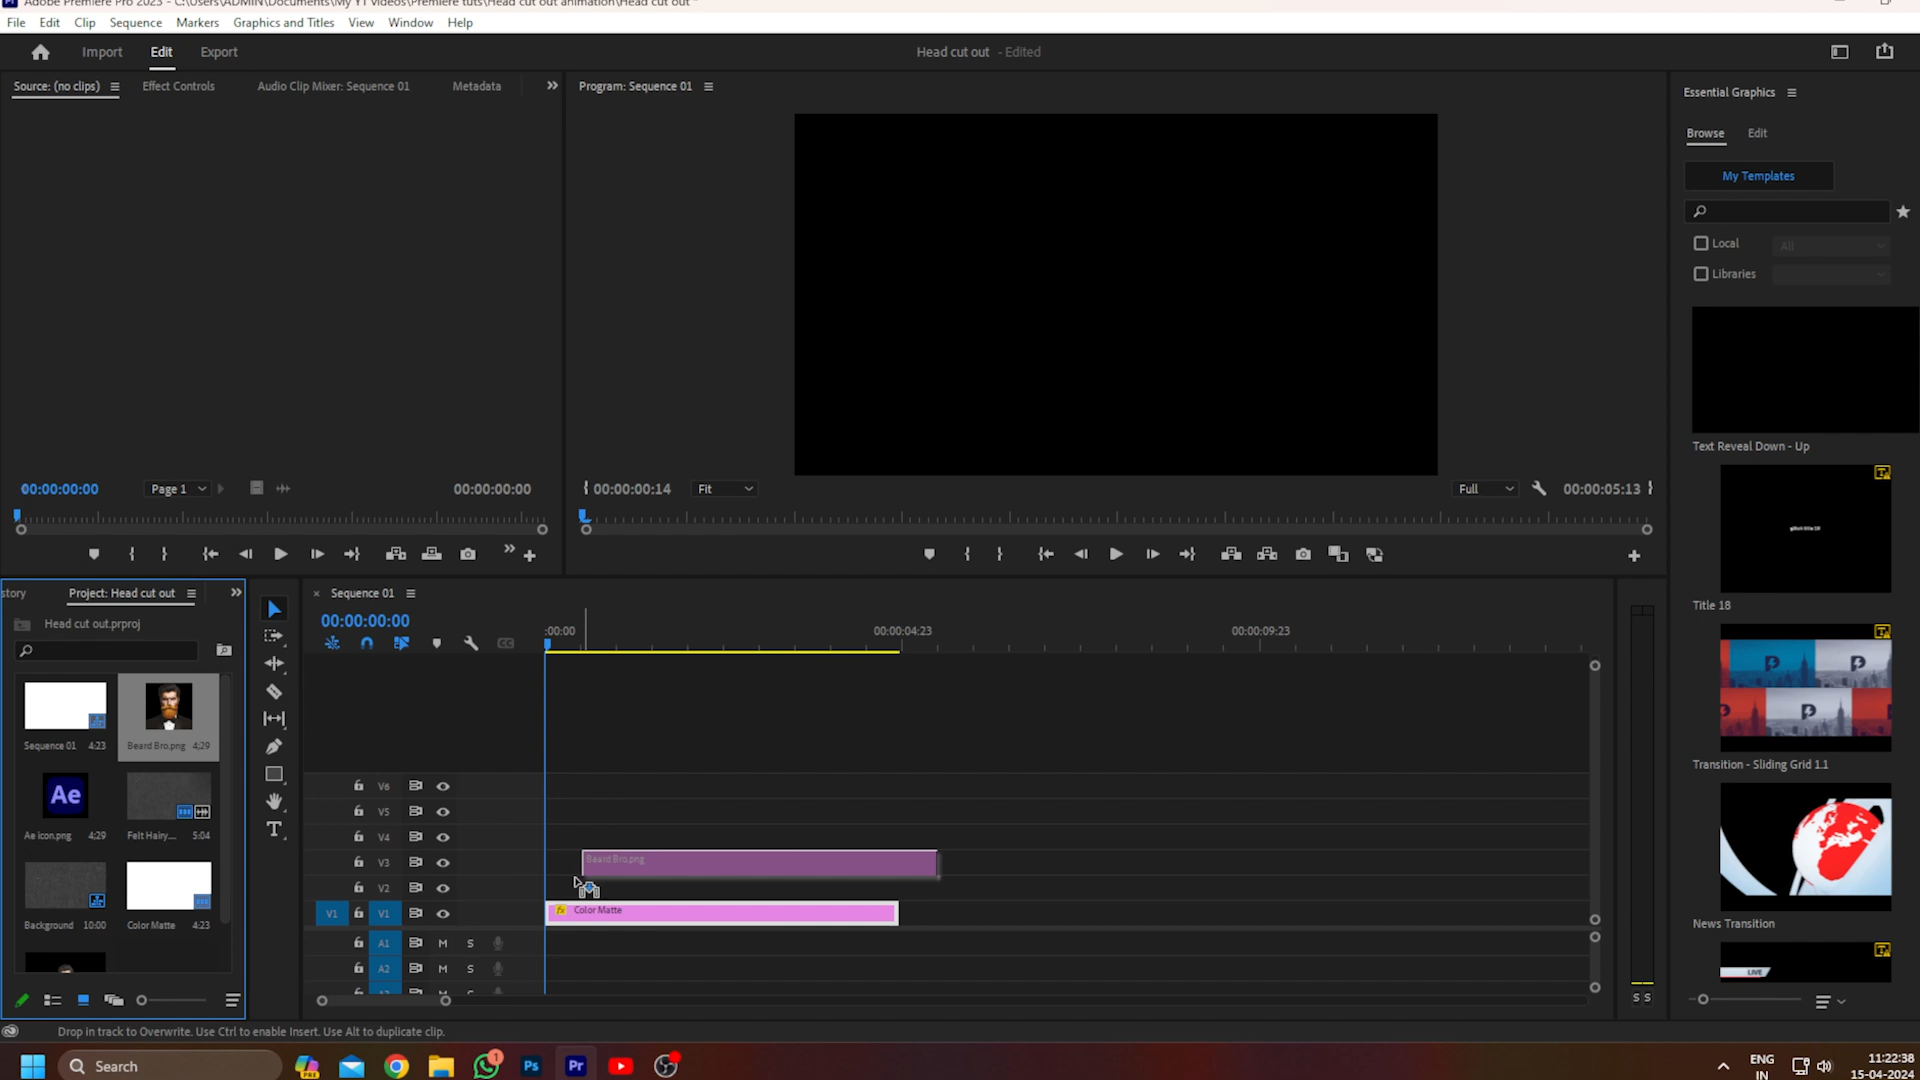 Adobe Premiere Pro 2023 - C:\Users\ADMIN\Documents\My YT Videos\Premiere tuts\Head cut out animation\Head cut out *
File Edit Clip Sequence Markers Graphics and Titles View Window Help
Import Edit Export Head cut out - Edited
Source: (no clips) Effect Controls Audio Clip Mixer: Sequence 01 Metadata
Program: Sequence 01
Essential Graphics
Browse Edit
My Templates
Local All
Libraries
Text Reveal Down - Up
Title 18
Transition - Sliding Grid 1.1
News Transition
LIVE
00:00:00:00 Page 1 00:00:00:00
00:00:00:14 Fit Full 00:00:05:13
story Project: Head cut out
Head cut out.prproj
Sequence 01 4:23 Beard Bro.png 4;29
Ae
Ae icon.png 4:29 Felt Hairy... 5:04
Background 10:00 Color Matte 4:23
Sequence 01
00:00:00:00
:00:00 00:00:04:23 00:00:09:23
V6
V5
V4
V3 Beard Bro.png
V2
V1 V1 fx Color Matte
A1 M S
A2 M S
S S
Drop in track to Overwrite. Use Ctrl to enable Insert. Use Alt to duplicate clip.
Search 1 Ps Pr
ENG IN
11:22:38
15-04-2024